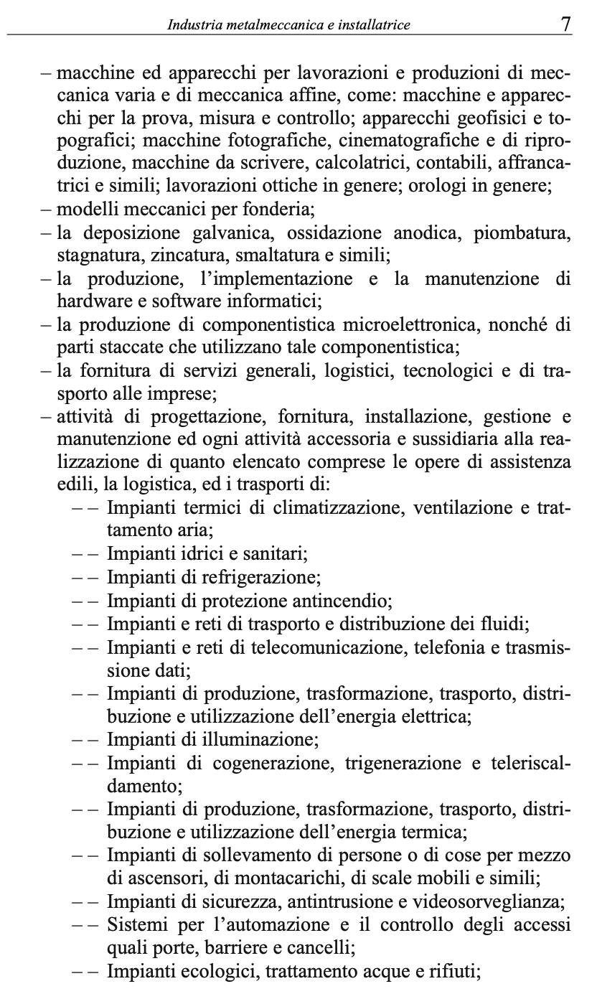 Industria metalmeccanica e installatrice 7
– macchine ed apparecchi per lavorazioni e produzioni di mec-
canica varia e di meccanica affine, come: macchine e apparec-
chi per la prova, misura e controllo; apparecchi geofisici e to-
pografici; macchine fotografiche, cinematografiche e di ripro-
duzione, macchine da scrivere, calcolatrici, contabili, affranca-
trici e simili; lavorazioni ottiche in genere; orologi in genere;
– modelli meccanici per fonderia;
– la deposizione galvanica, ossidazione anodica, piombatura,
stagnatura, zincatura, smaltatura e simili;
– la produzione, l’implementazione e la manutenzione di
hardware e software informatici;
– la produzione di componentistica microelettronica, nonché di
parti staccate che utilizzano tale componentistica;
– la fornitura di servizi generali, logistici, tecnologici e di tra-
sporto alle imprese;
– attività di progettazione, fornitura, installazione, gestione e
manutenzione ed ogni attività accessoria e sussidiaria alla rea-
lizzazione di quanto elencato comprese le opere di assistenza
edili, la logistica, ed i trasporti di:
– – Impianti termici di climatizzazione, ventilazione e trat-
tamento aria;
– – Impianti idrici e sanitari;
– – Impianti di refrigerazione;
– – Impianti di protezione antincendio;
– – Impianti e reti di trasporto e distribuzione dei fluidi;
– – Impianti e reti di telecomunicazione, telefonia e trasmis-
sione dati;
– – Impianti di produzione, trasformazione, trasporto, distri-
buzione e utilizzazione dell’energia elettrica;
– – Impianti di illuminazione;
– – Impianti di cogenerazione, trigenerazione e teleriscal-
damento;
– – Impianti di produzione, trasformazione, trasporto, distri-
buzione e utilizzazione dell’energia termica;
– – Impianti di sollevamento di persone o di cose per mezzo
di ascensori, di montacarichi, di scale mobili e simili;
– – Impianti di sicurezza, antintrusione e videosorveglianza;
– – Sistemi per l’automazione e il controllo degli accessi
quali porte, barriere e cancelli;
– – Impianti ecologici, trattamento acque e rifiuti;